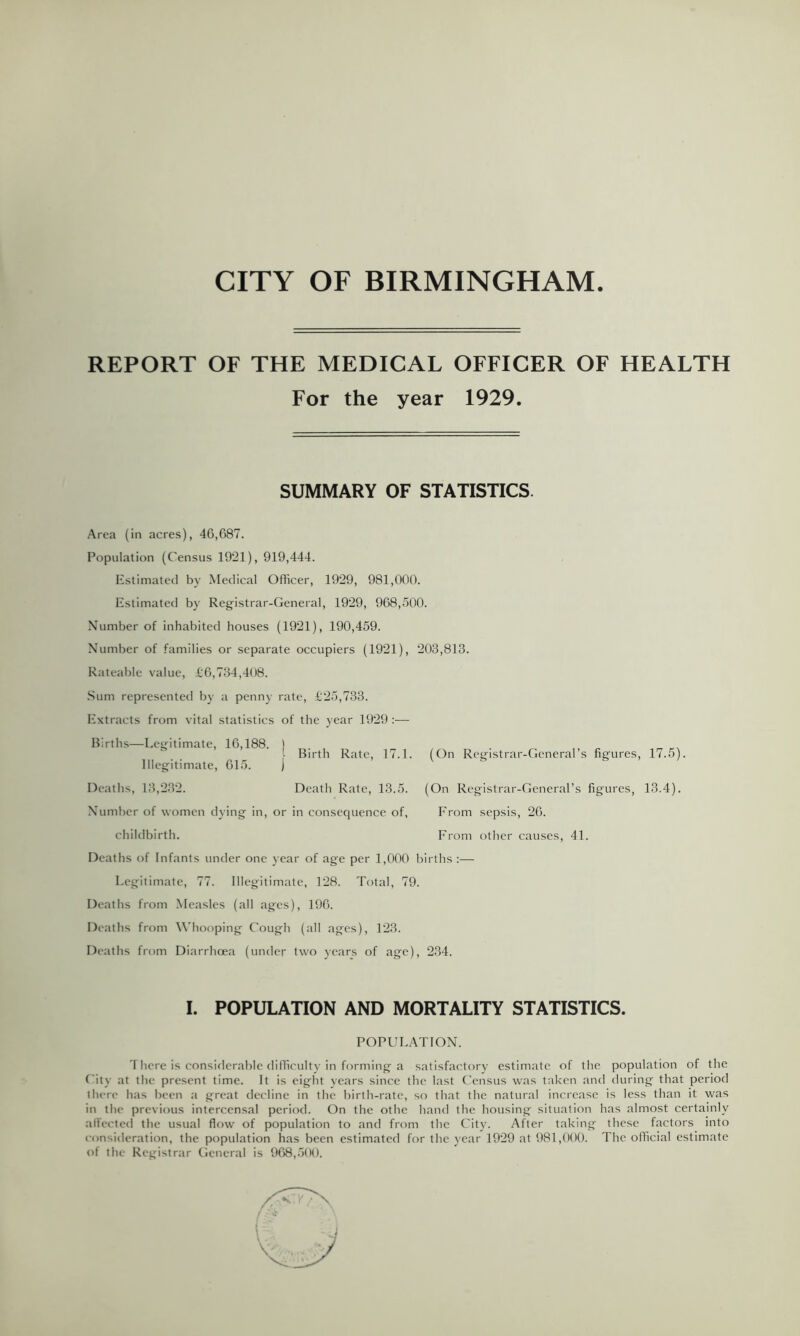 CITY OF BIRMINGHAM.
REPORT OF THE MEDICAL OFFICER OF HEALTH
For the year 1929.
SUMMARY OF STATISTICS.
Area (in acres), 46,687.
Population (Census 1921), 919,444.
Estimated by Medical Officer, 1929, 981,000.
Estimated by Registrar-General, 1929, 968,500.
Number of inhabited houses (1921), 190,459.
Number of families or separate occupiers (1921), 203,813.
Rateable value, £6,734,408.
Sum represented by a penny rate, £25,733.
Extracts from vital statistics of the year 1929:—
Births—Legitimate, 16,188. } Birth Rate, 17.1. (On Registrar-General's figures, 17.5).
Illegitimate, 615.
Deaths, 13,232. Death Rate, 13.5. (On Registrar-General's figures, 13.4).
Number of women dying in, or in consequence of, From sepsis, 26.
childbirth. From other causes, 41.
Deaths of Infants under one year of age per 1,000 births:—
Legitimate, 77. Illegitimate, 128. Total, 79.
Deaths from Measles (all ages), 196.
Deaths from Whooping Cough (all ages), 123.
Deaths from Diarrhœa (under two years of age), 234.
I. POPULATION AND MORTALITY STATISTICS.
POPULATION.
There is considerable difficulty in forming a satisfactory estimate of the population of the
City at the present time. It is eight years since the last Census was taken and during that period
there has been a great decline in the birth-rate, so that the natural increase is less than it was
in the previous intercensal period. On the othe hand the housing situation has almost certainly
affected the usual flow of population to and from the City. After taking these factors into
consideration, the population has been estimated for the year 1929 at 981,000. The official estimate
of the Registrar General is 968,500.